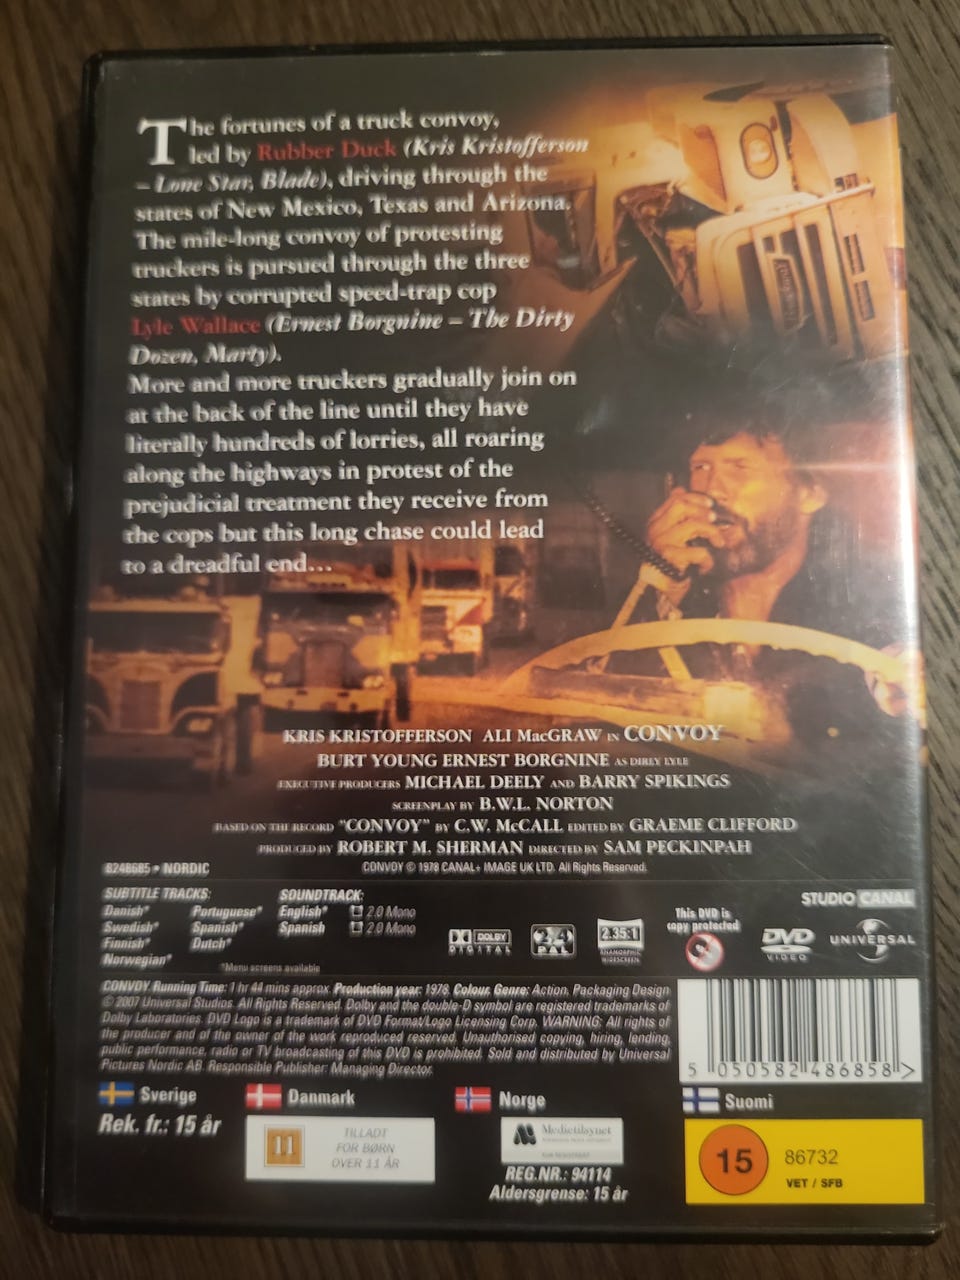 The fortunes of a truck convoy,
led by Rubber Duck (Kris Kristofferson
– Lone Star, Blade), driving through the
states of New Mexico, Texas and Arizona.
The mile-long convoy of protesting
truckers is pursued through the three
states by corrupted speed-trap cop
Lyle Wallace (Ernest Borgnine – The Dirty
Dozen, Marty).
More and more truckers gradually join on
at the back of the line until they have
literally hundreds of lorries, all roaring
along the highways in protest of the
prejudicial treatment they receive from
the cops but this long chase could lead
to a dreadful end...
KRIS KRISTOFFERSON ALI MacGRAW IN CONVOY
BURT YOUNG ERNEST BORGNINE AS DIRTY LYLE
EXECUTIVE PRODUCERS MICHAEL DEELY AND BARRY SPIKINGS
SCREENPLAY BY B.W.L. NORTON
BASED ON THE RECORD "CONVOY" BY C.W. McCALL EDITED BY GRAEME CLIFFORD
PRODUCED BY ROBERT M. SHERMAN DIRECTED BY SAM PECKINPAH
8248685 • NORDIC
CONVOY © 1978 CANAL+ IMAGE UK LTD. All Rights Reserved.
STUDIO CANAL
SUBTITLE TRACKS:
Danish* Portuguese*
Swedish* Spanish*
Finnish* Dutch*
Norwegian*
SOUNDTRACK:
English* 2.0 Mono
Spanish 2.0 Mono
*Menu screens available
DOLBY
DIGITAL
2 4
PAL
2.35:1
ANAMORPHIC
WIDESCREEN
This DVD is
copy protected
DVD
VIDEO
UNIVERSAL
CONVOY. Running Time: 1 hr 44 mins approx. Production year: 1978. Colour. Genre: Action. Packaging Design
© 2007 Universal Studios. All Rights Reserved. Dolby and the double-D symbol are registered trademarks of
Dolby Laboratories. DVD Logo is a trademark of DVD Format/Logo Licensing Corp. WARNING: All rights of
the producer and of the owner of the work reproduced reserved. Unauthorised copying, hiring, lending,
public performance, radio or TV broadcasting of this DVD is prohibited. Sold and distributed by Universal
Pictures Nordic AB. Responsible Publisher: Managing Director.
5 050582 486858 >
Sverige
Rek. fr.: 15 år
Danmark
11
TILLADT
FOR BØRN
OVER 11 ÅR
Norge
Medietilsynet
REG.NR.: 94114
Aldersgrense: 15 år
Suomi
15
86732
VET / SFB